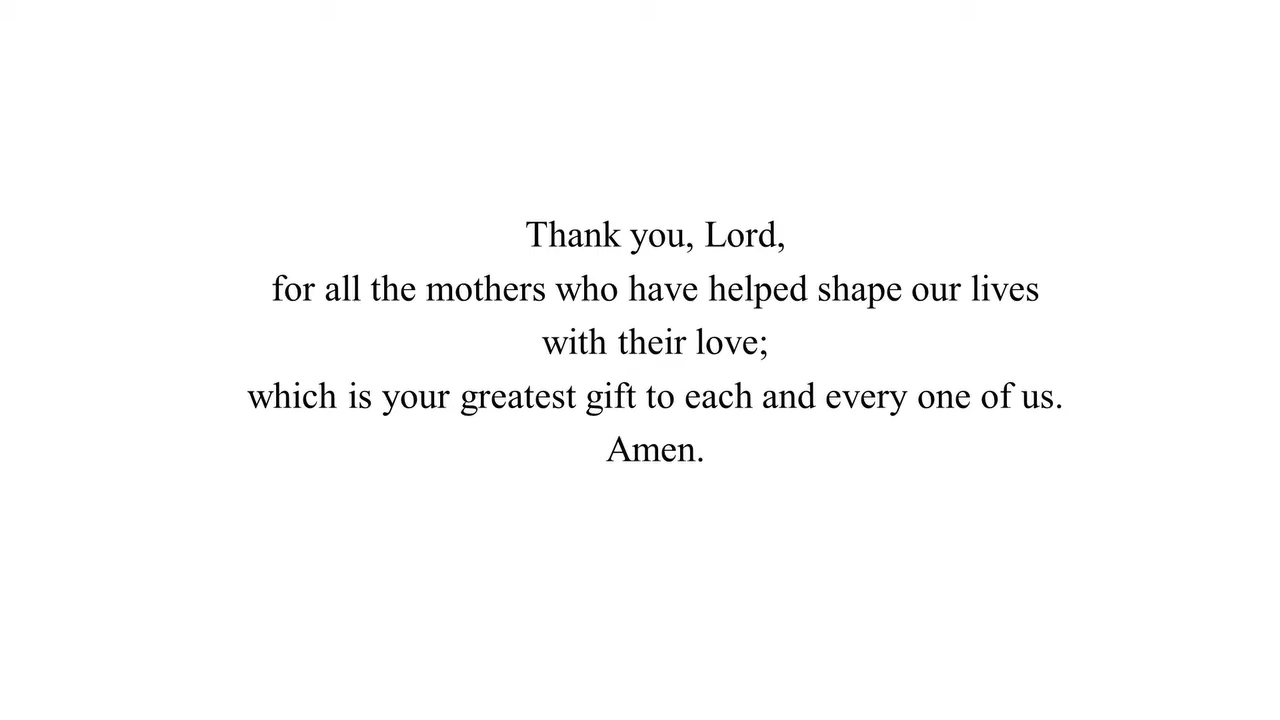 Thank you, Lord,
for all the mothers who have helped shape our lives
with their love;
which is your greatest gift to each and every one of us.
Amen.